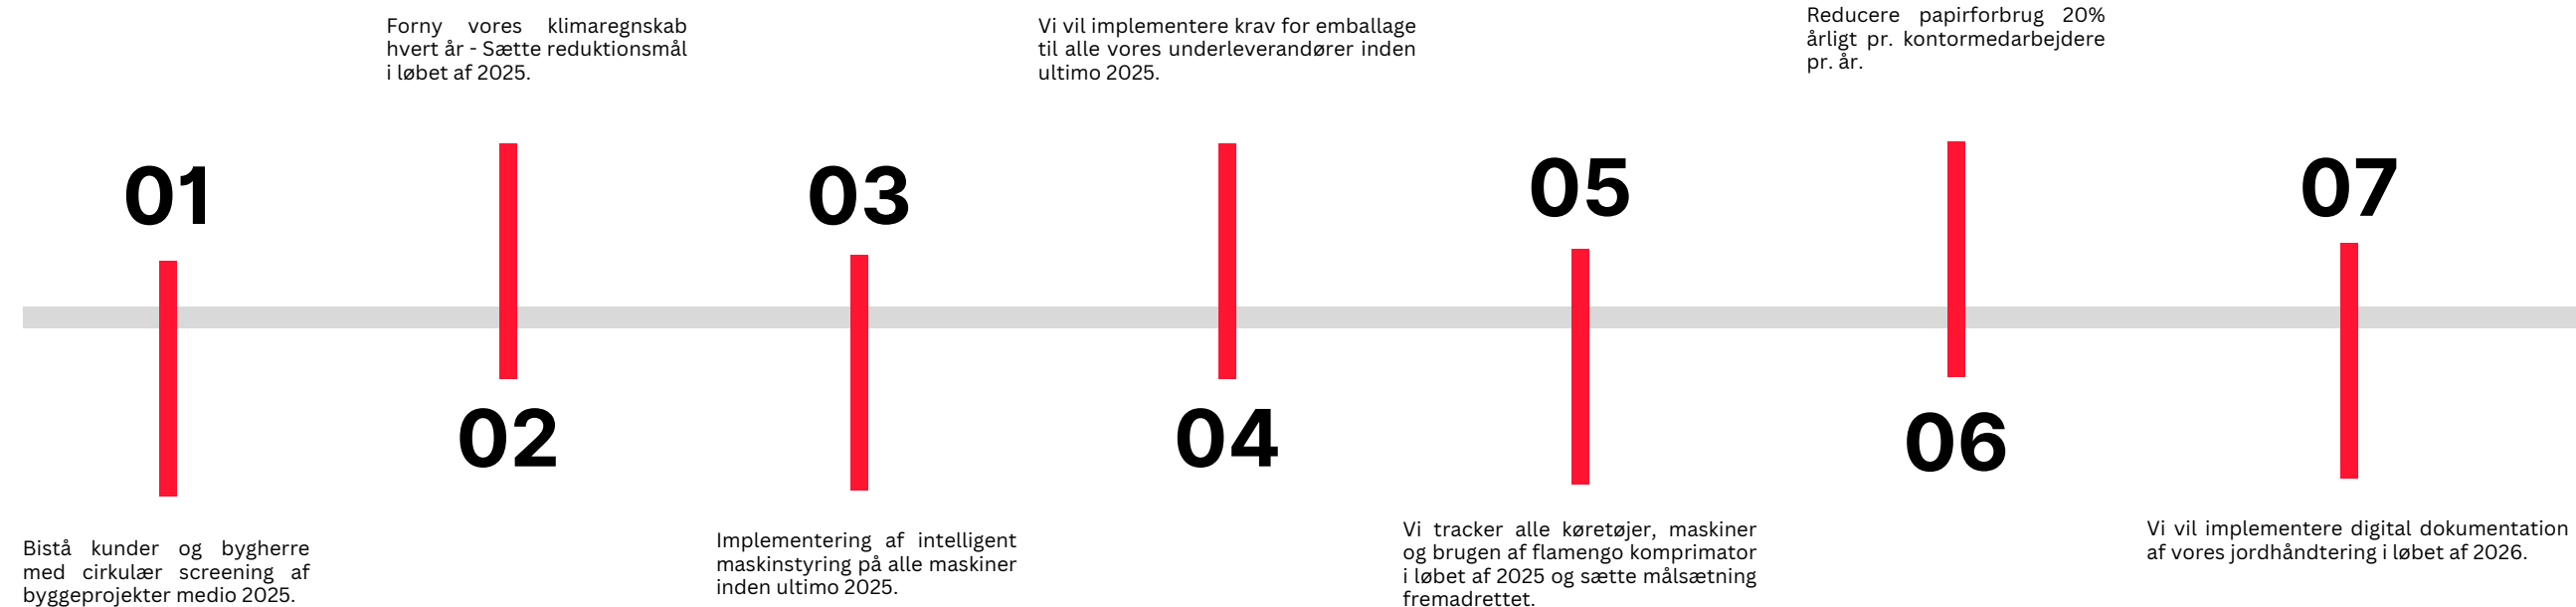 01
Bistå kunder og bygherre
med cirkulær screening af
byggeprojekter medio 2025.
Forny vores klimaregnskab
hvert år - Sætte reduktionsmål
i løbet af 2025.
02
03
Implementering af intelligent
maskinstyring på alle maskiner
inden ultimo 2025.
Vi vil implementere krav for emballage
til alle vores underleverandører inden
ultimo 2025.
04
05
Vi tracker alle køretøjer, maskiner
og brugen af flamengo komprimator
i løbet af 2025 og sætte målsætning
fremadrettet.
Reducere papirforbrug 20%
årligt pr. kontormedarbejdere
pr. år.
06
07
Vi vil implementere digital dokumentation
af vores jordhåndtering i løbet af 2026.